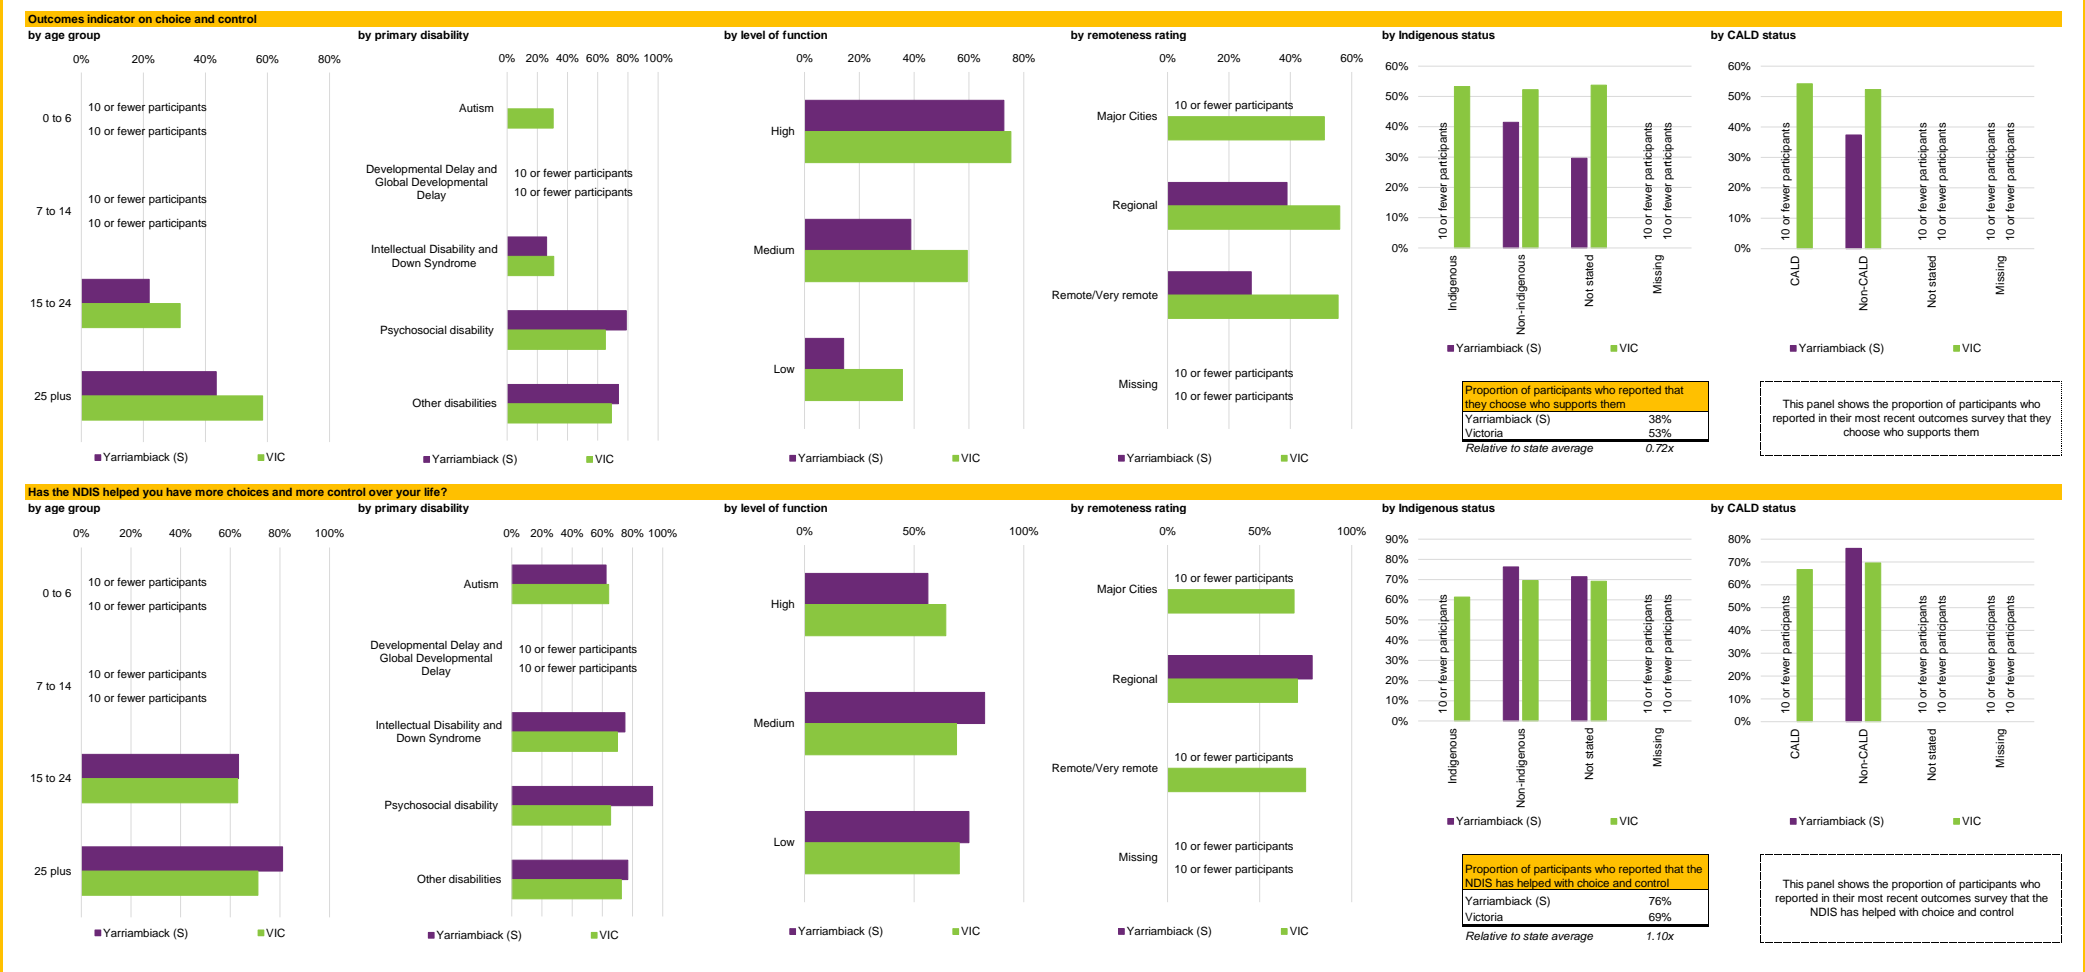 Outcomes indicator on choice and control
by age group
0% 20% 40% 60% 80%
0 to 6
10 or fewer participants
10 or fewer participants
7 to 14
10 or fewer participants
10 or fewer participants
15 to 24
25 plus
Yarriambiack (S) VIC
by primary disability
0% 20% 40% 60% 80% 100%
Autism
Developmental Delay and
Global Developmental
Delay
10 or fewer participants
10 or fewer participants
Intellectual Disability and
Down Syndrome
Psychosocial disability
Other disabilities
Yarriambiack (S) VIC
by level of function
0% 20% 40% 60% 80%
High
Medium
Low
Yarriambiack (S) VIC
by remoteness rating
0% 20% 40% 60%
Major Cities
10 or fewer participants
Regional
Remote/Very remote
Missing
10 or fewer participants
10 or fewer participants
Yarriambiack (S) VIC
by Indigenous status
60%
50%
40%
30%
20%
10%
0%
10 or fewer participants
10 or fewer participants
10 or fewer participants
Indigenous
Non-indigenous
Not stated
Missing
Yarriambiack (S) VIC
Proportion of participants who reported that
they choose who supports them
Yarriambiack (S) 38%
Victoria 53%
Relative to state average 0.72x
by CALD status
60%
50%
40%
30%
20%
10%
0%
10 or fewer participants
10 or fewer participants
10 or fewer participants
10 or fewer participants
10 or fewer participants
CALD
Non-CALD
Not stated
Missing
Yarriambiack (S) VIC
This panel shows the proportion of participants who
reported in their most recent outcomes survey that they
choose who supports them
Has the NDIS helped you have more choices and more control over your life?
by age group
0% 20% 40% 60% 80% 100%
0 to 6
10 or fewer participants
10 or fewer participants
7 to 14
10 or fewer participants
10 or fewer participants
15 to 24
25 plus
Yarriambiack (S) VIC
by primary disability
0% 20% 40% 60% 80% 100%
Autism
Developmental Delay and
Global Developmental
Delay
10 or fewer participants
10 or fewer participants
Intellectual Disability and
Down Syndrome
Psychosocial disability
Other disabilities
Yarriambiack (S) VIC
by level of function
0% 50% 100%
High
Medium
Low
Yarriambiack (S) VIC
by remoteness rating
0% 50% 100%
Major Cities
10 or fewer participants
Regional
Remote/Very remote
10 or fewer participants
Missing
10 or fewer participants
10 or fewer participants
Yarriambiack (S) VIC
by Indigenous status
90%
80%
70%
60%
50%
40%
30%
20%
10%
0%
10 or fewer participants
10 or fewer participants
10 or fewer participants
Indigenous
Non-indigenous
Not stated
Missing
Yarriambiack (S) VIC
Proportion of participants who reported that the
NDIS has helped with choice and control
Yarriambiack (S) 76%
Victoria 69%
Relative to state average 1.10x
by CALD status
80%
70%
60%
50%
40%
30%
20%
10%
0%
10 or fewer participants
10 or fewer participants
10 or fewer participants
10 or fewer participants
10 or fewer participants
CALD
Non-CALD
Not stated
Missing
Yarriambiack (S) VIC
This panel shows the proportion of participants who
reported in their most recent outcomes survey that the
NDIS has helped with choice and control